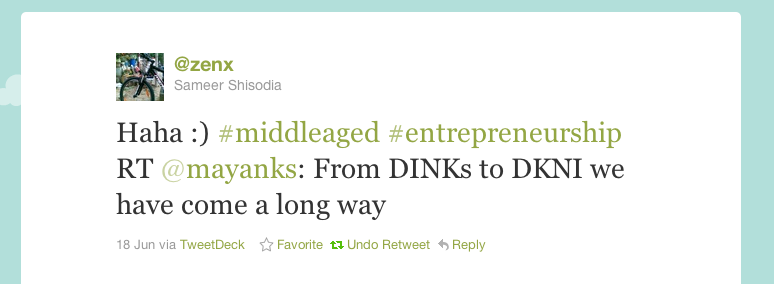 @zenx
Sameer Shisodia
Haha :) #middleaged #entrepreneurship
RT @mayanks: From DINKs to DKNI we
have come a long way
18 Jun via TweetDeck Favorite Undo Retweet Reply